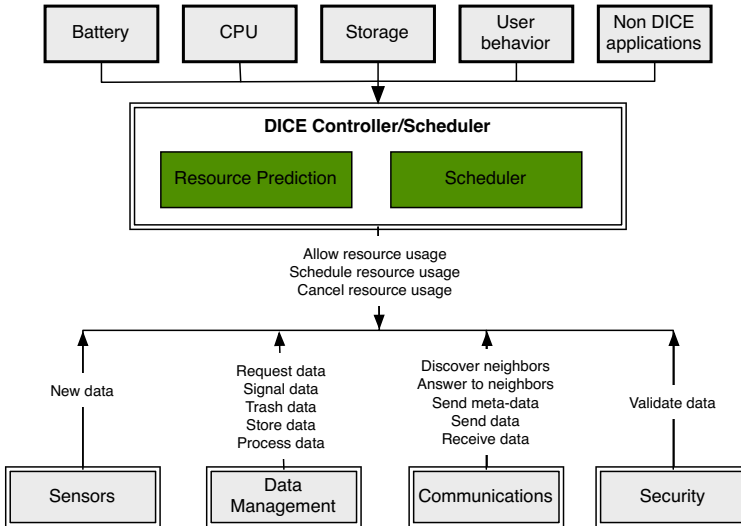 Battery
CPU
Storage
User
behavior
Non DICE
applications
DICE Controller/Scheduler
Resource Prediction
Scheduler
Allow resource usage
Schedule resource usage
Cancel resource usage
New data
Request data
Signal data
Trash data
Store data
Process data
Discover neighbors
Answer to neighbors
Send meta-data
Send data
Receive data
Validate data
Sensors
Data
Management
Communications
Security